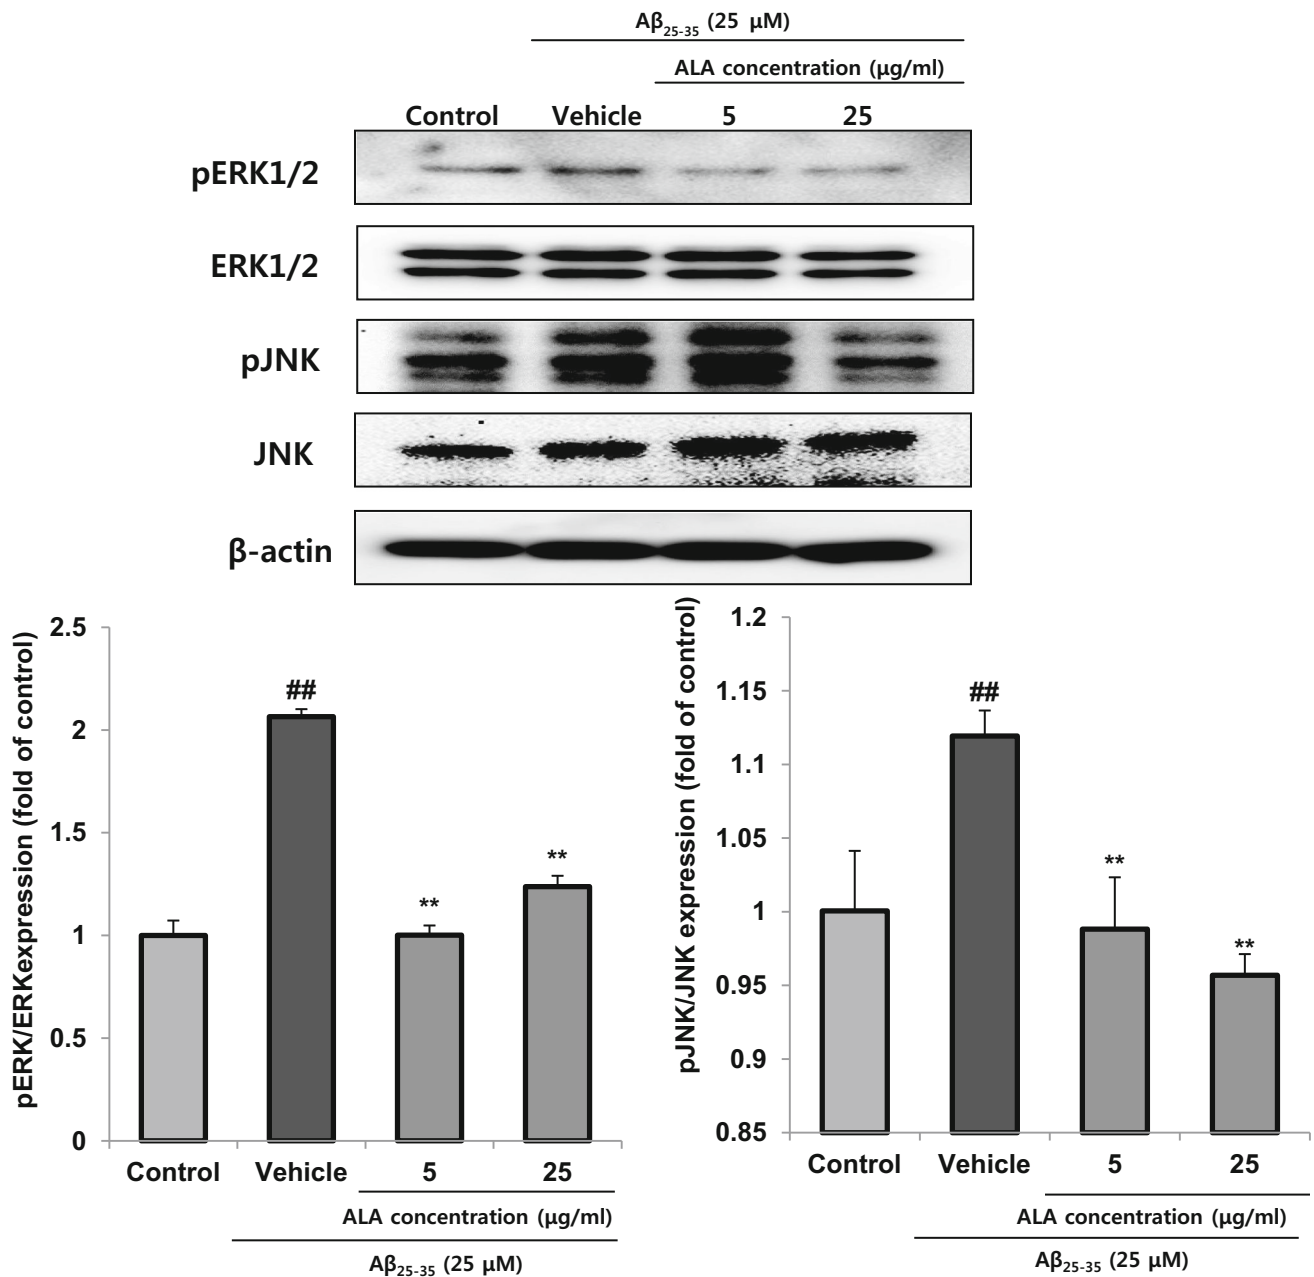 Aβ25-35 (25 μM)
ALA concentration (μg/ml)
Control Vehicle 5 25
pERK1/2
ERK1/2
pJNK
JNK
β-actin
pERK/ERKexpression (fold of control)
2.5
2
1.5
1
0.5
0
##
**
**
Control Vehicle 5 25
ALA concentration (μg/ml)
Aβ25-35 (25 μM)
pJNK/JNK expression (fold of control)
1.2
1.15
1.1
1.05
1
0.95
0.9
0.85
##
**
**
Control Vehicle 5 25
ALA concentration (μg/ml)
Aβ25-35 (25 μM)